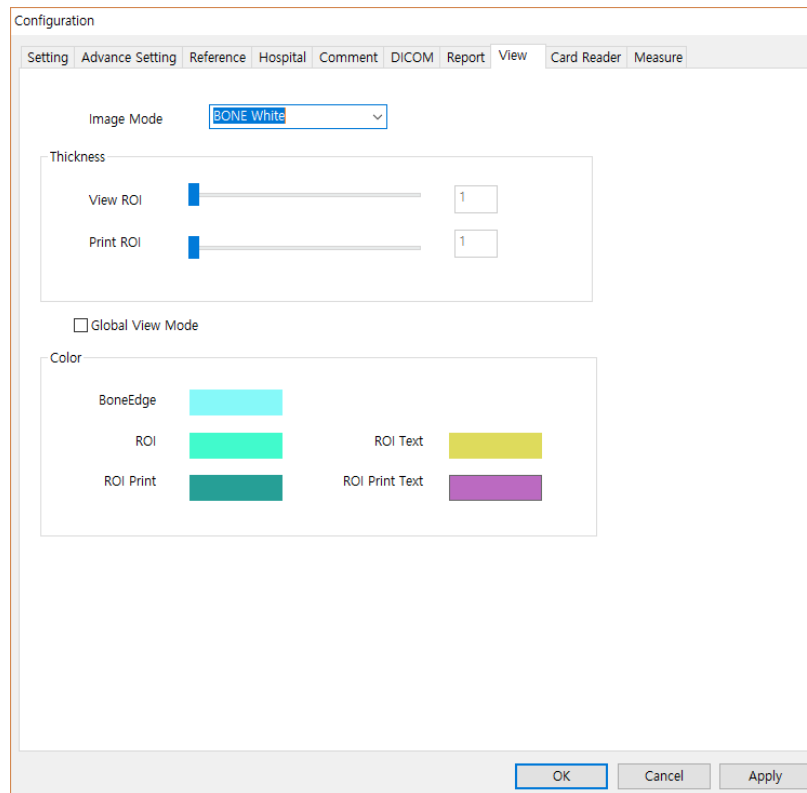 Configuration
Setting Advance Setting Reference Hospital Comment DICOM Report View Card Reader Measure
Image Mode BONE White
Thickness
View ROI 1
Print ROI 1
Global View Mode
Color
BoneEdge
ROI ROI Text
ROI Print ROI Print Text
OK Cancel Apply